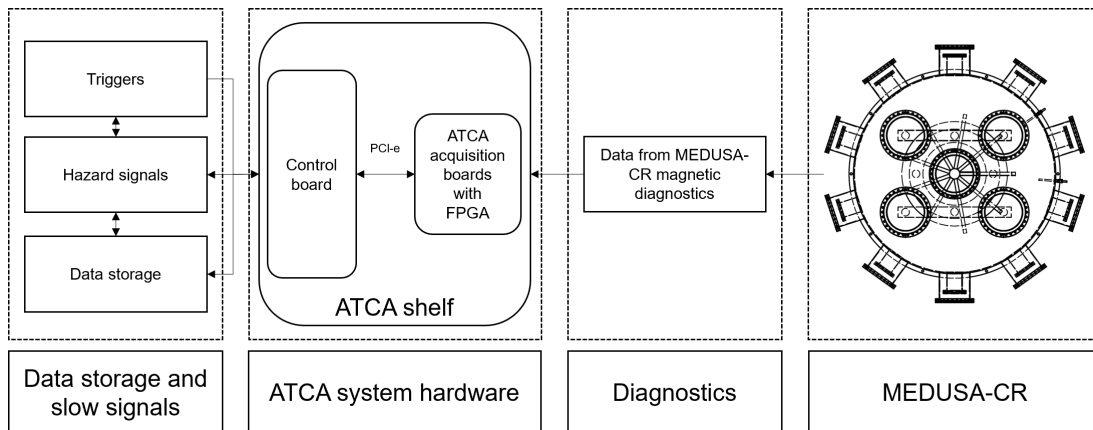 Triggers
Hazard signals
Data storage
Control
board
PCI-e
ATCA
acquisition
boards
with
FPGA
ATCA shelf
Data from MEDUSA-
CR magnetic
diagnostics
Data storage and
slow signals
ATCA system hardware
Diagnostics
MEDUSA-CR